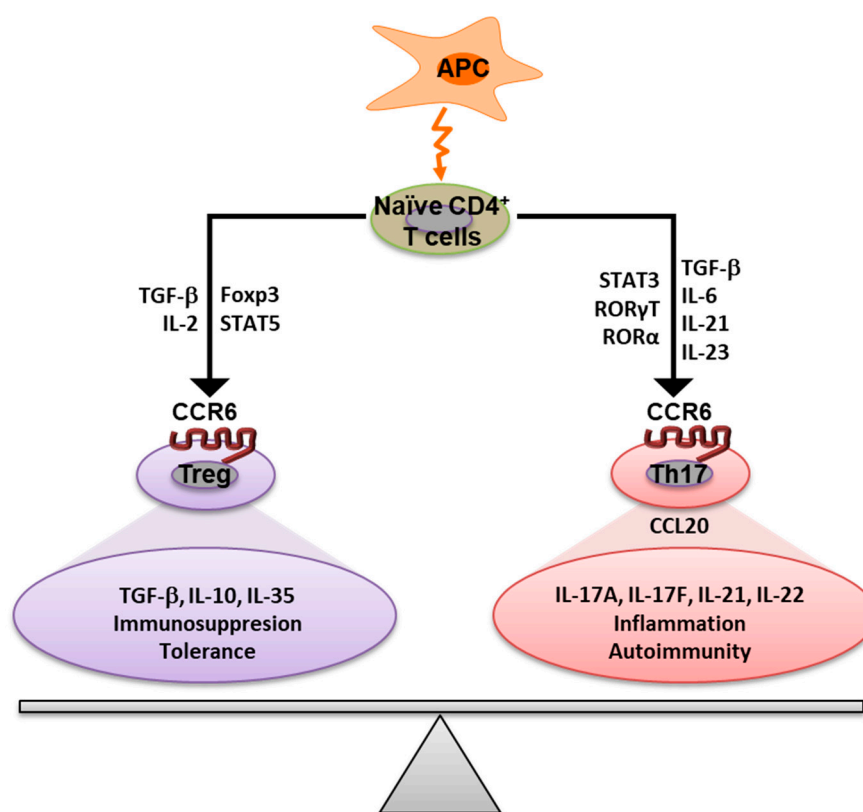 APC
Naïve CD4+
T cells
TGF-β
IL-2
Foxp3
STAT5
STAT3
RORγT
RORα
TGF-β
IL-6
IL-21
IL-23
CCR6
Treg
CCR6
Th17
CCL20
TGF-β, IL-10, IL-35
Immunosuppresion
Tolerance
IL-17A, IL-17F, IL-21, IL-22
Inflammation
Autoimmunity